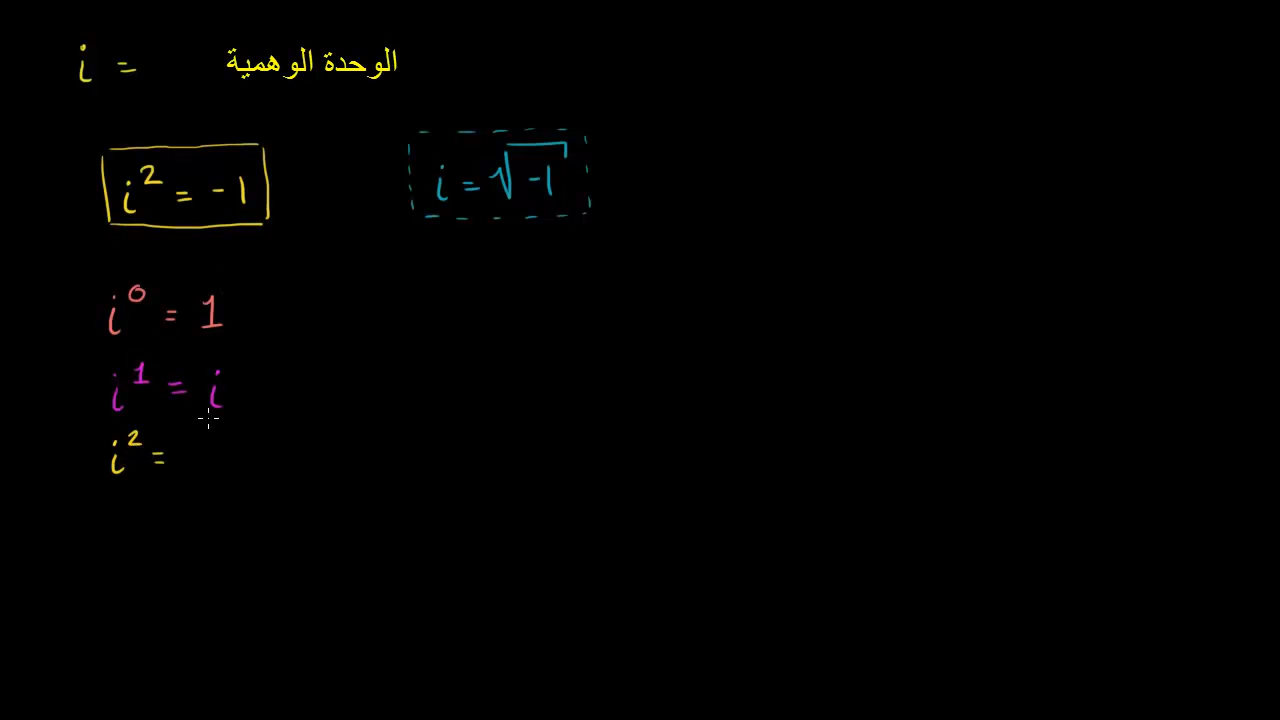 i = الوحدة الوهمية
i² = -1
i = √-1
i⁰ = 1
i¹ = i
i² =